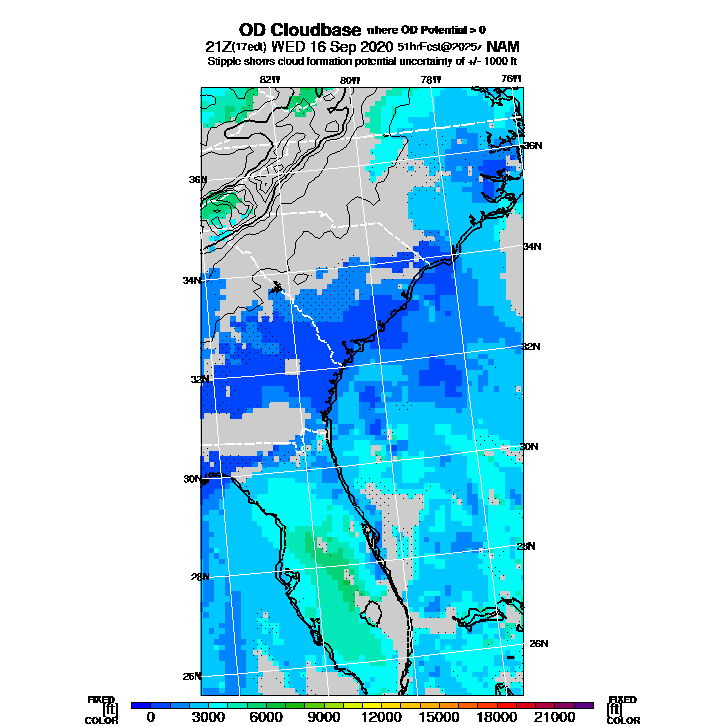 OD Cloudbase where OD Potential > 0
21Z(17edt) WED 16 Sep 2020 51hrFcst@2025z NAM
Stipple shows cloud formation potential uncertainty of +/- 1000 ft
82W 80W 78W 76W
36N
36N
34N
34N
32N
32N
30N
30N
28N
28N
26N
26N
FIXED FIXED
[ft] [ft]
COLOR COLOR
0 3000 6000 9000 12000 15000 18000 21000